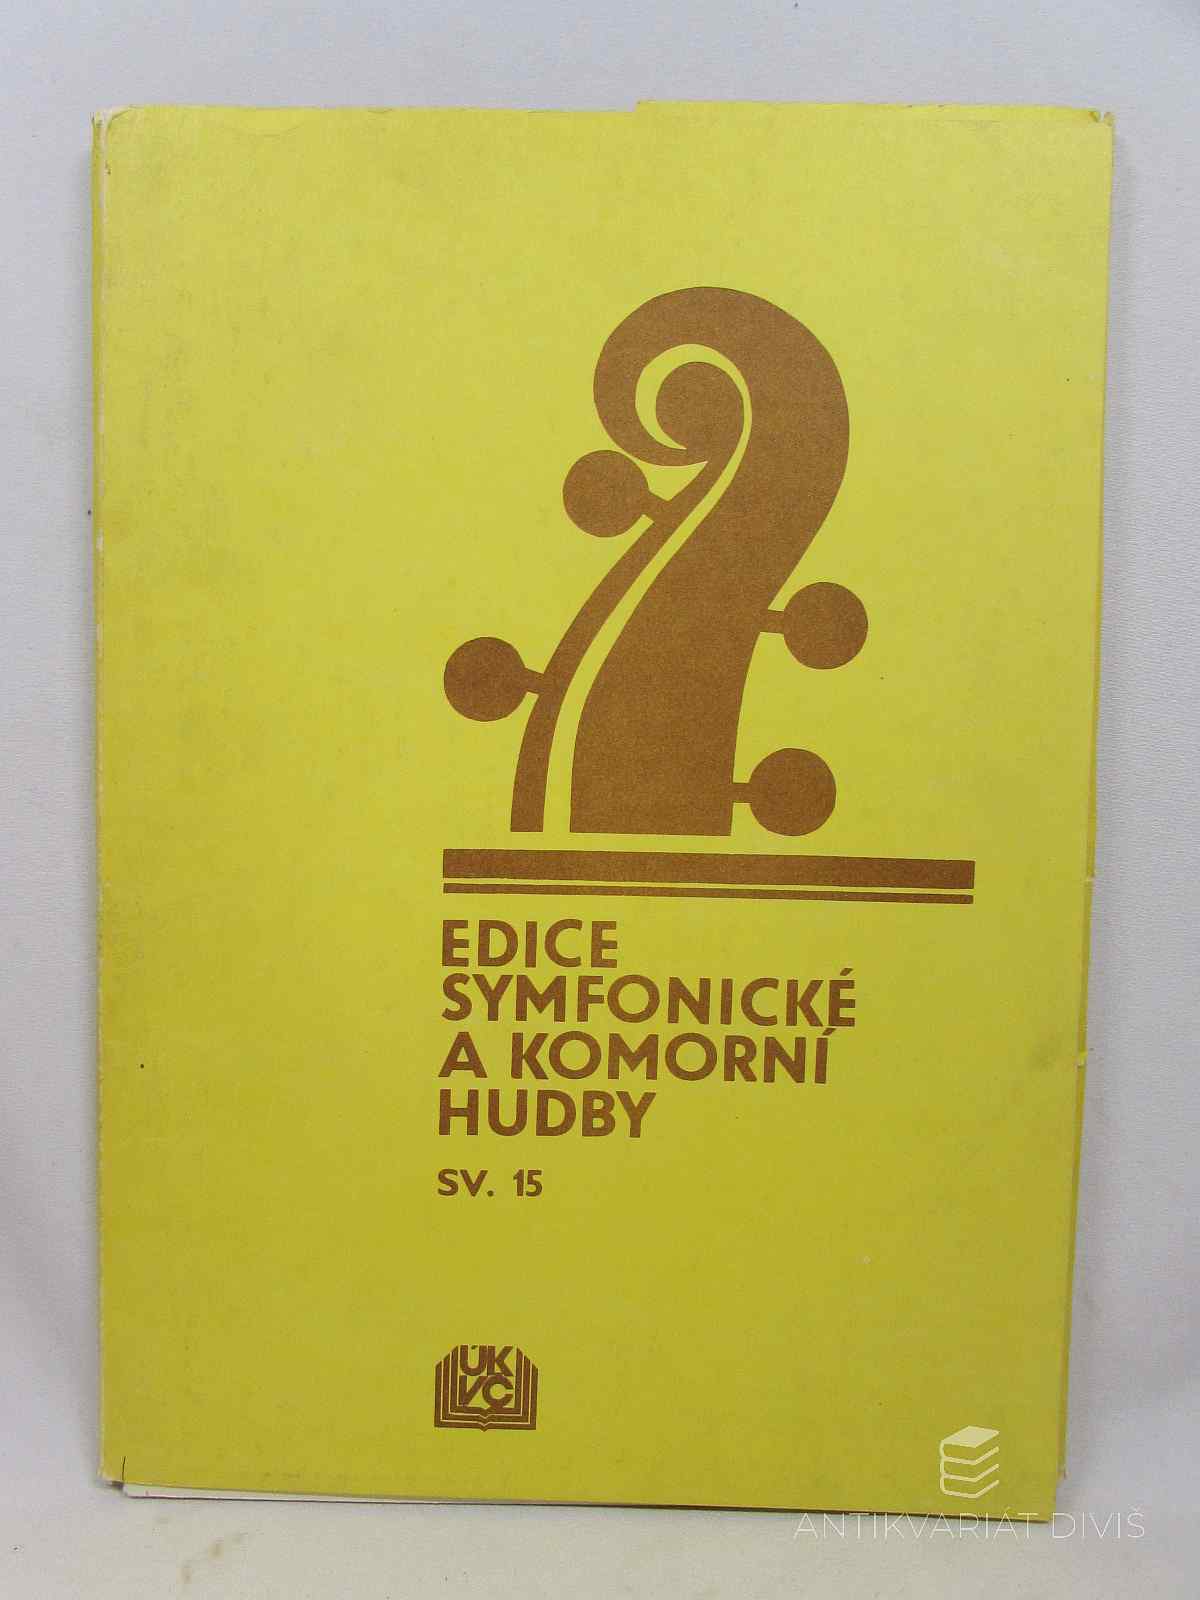 EDICE
SYMFONICKÉ
A KOMORNÍ
HUDBY
SV. 15
ÚK
VČ
ANTIKVARIÁT DIVIŠ